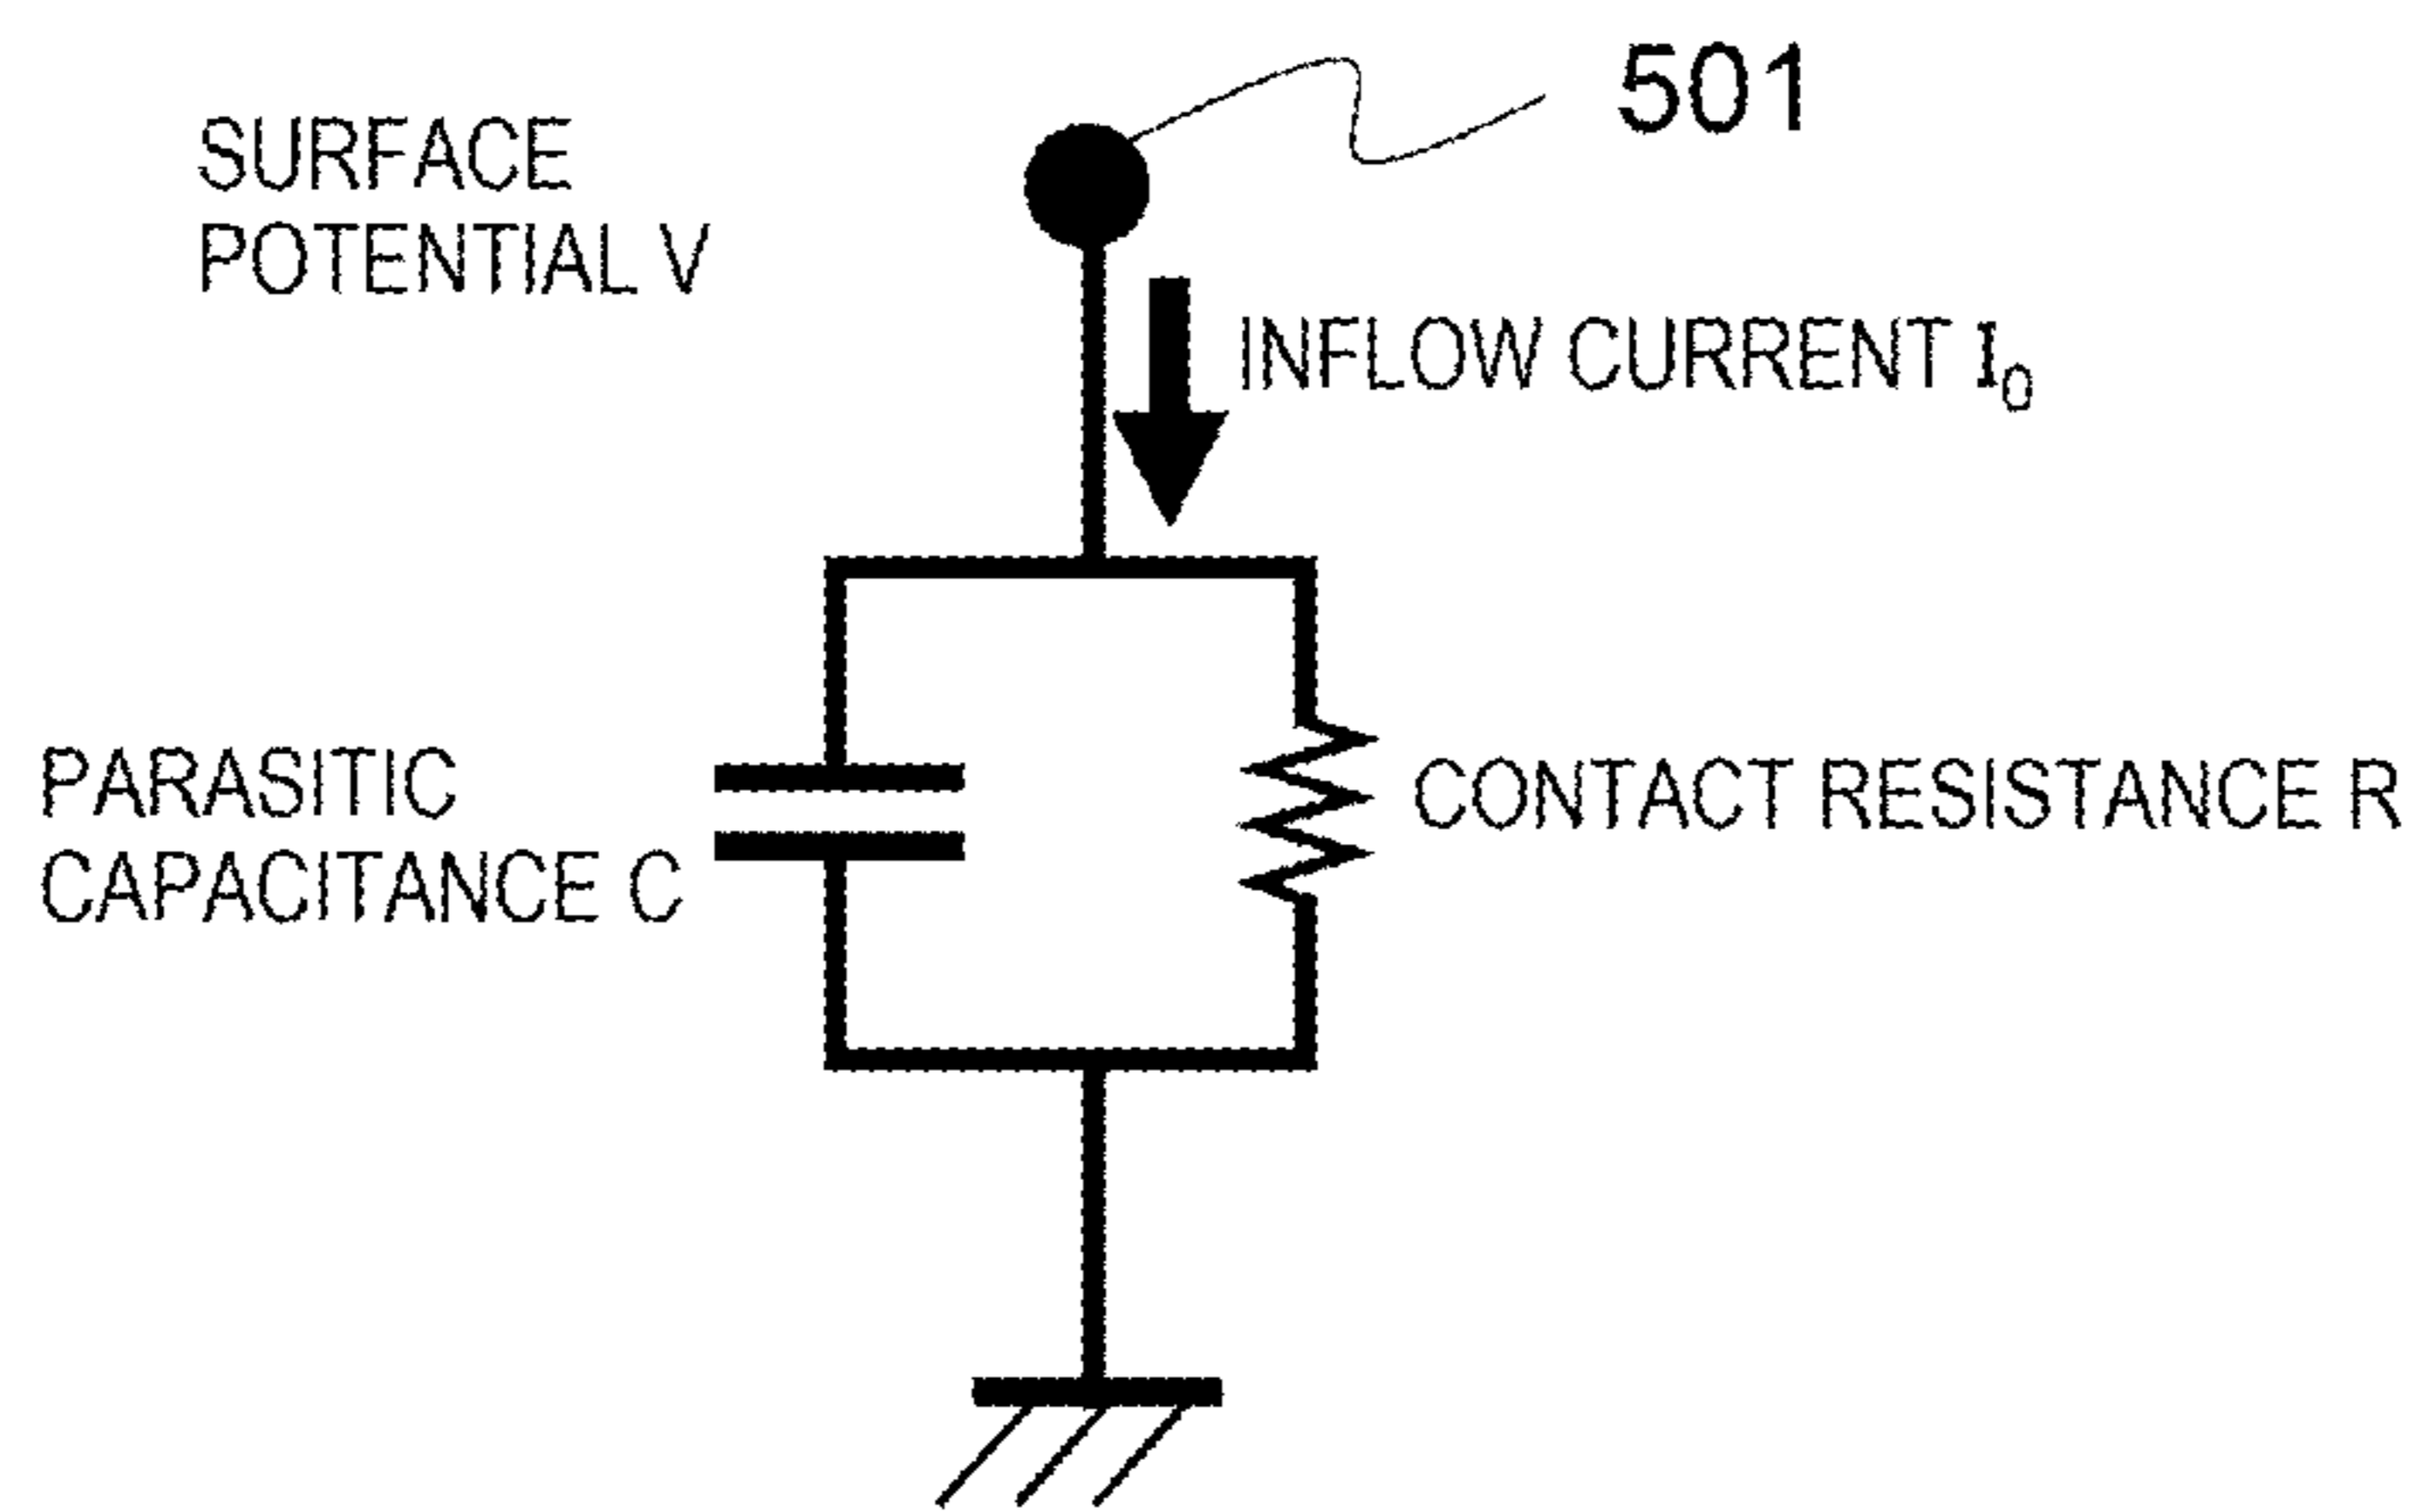 501
SURFACE
POTENTIAL V
INFLOW CURRENT I₀
PARASITIC
CAPACITANCE C
CONTACT RESISTANCE R